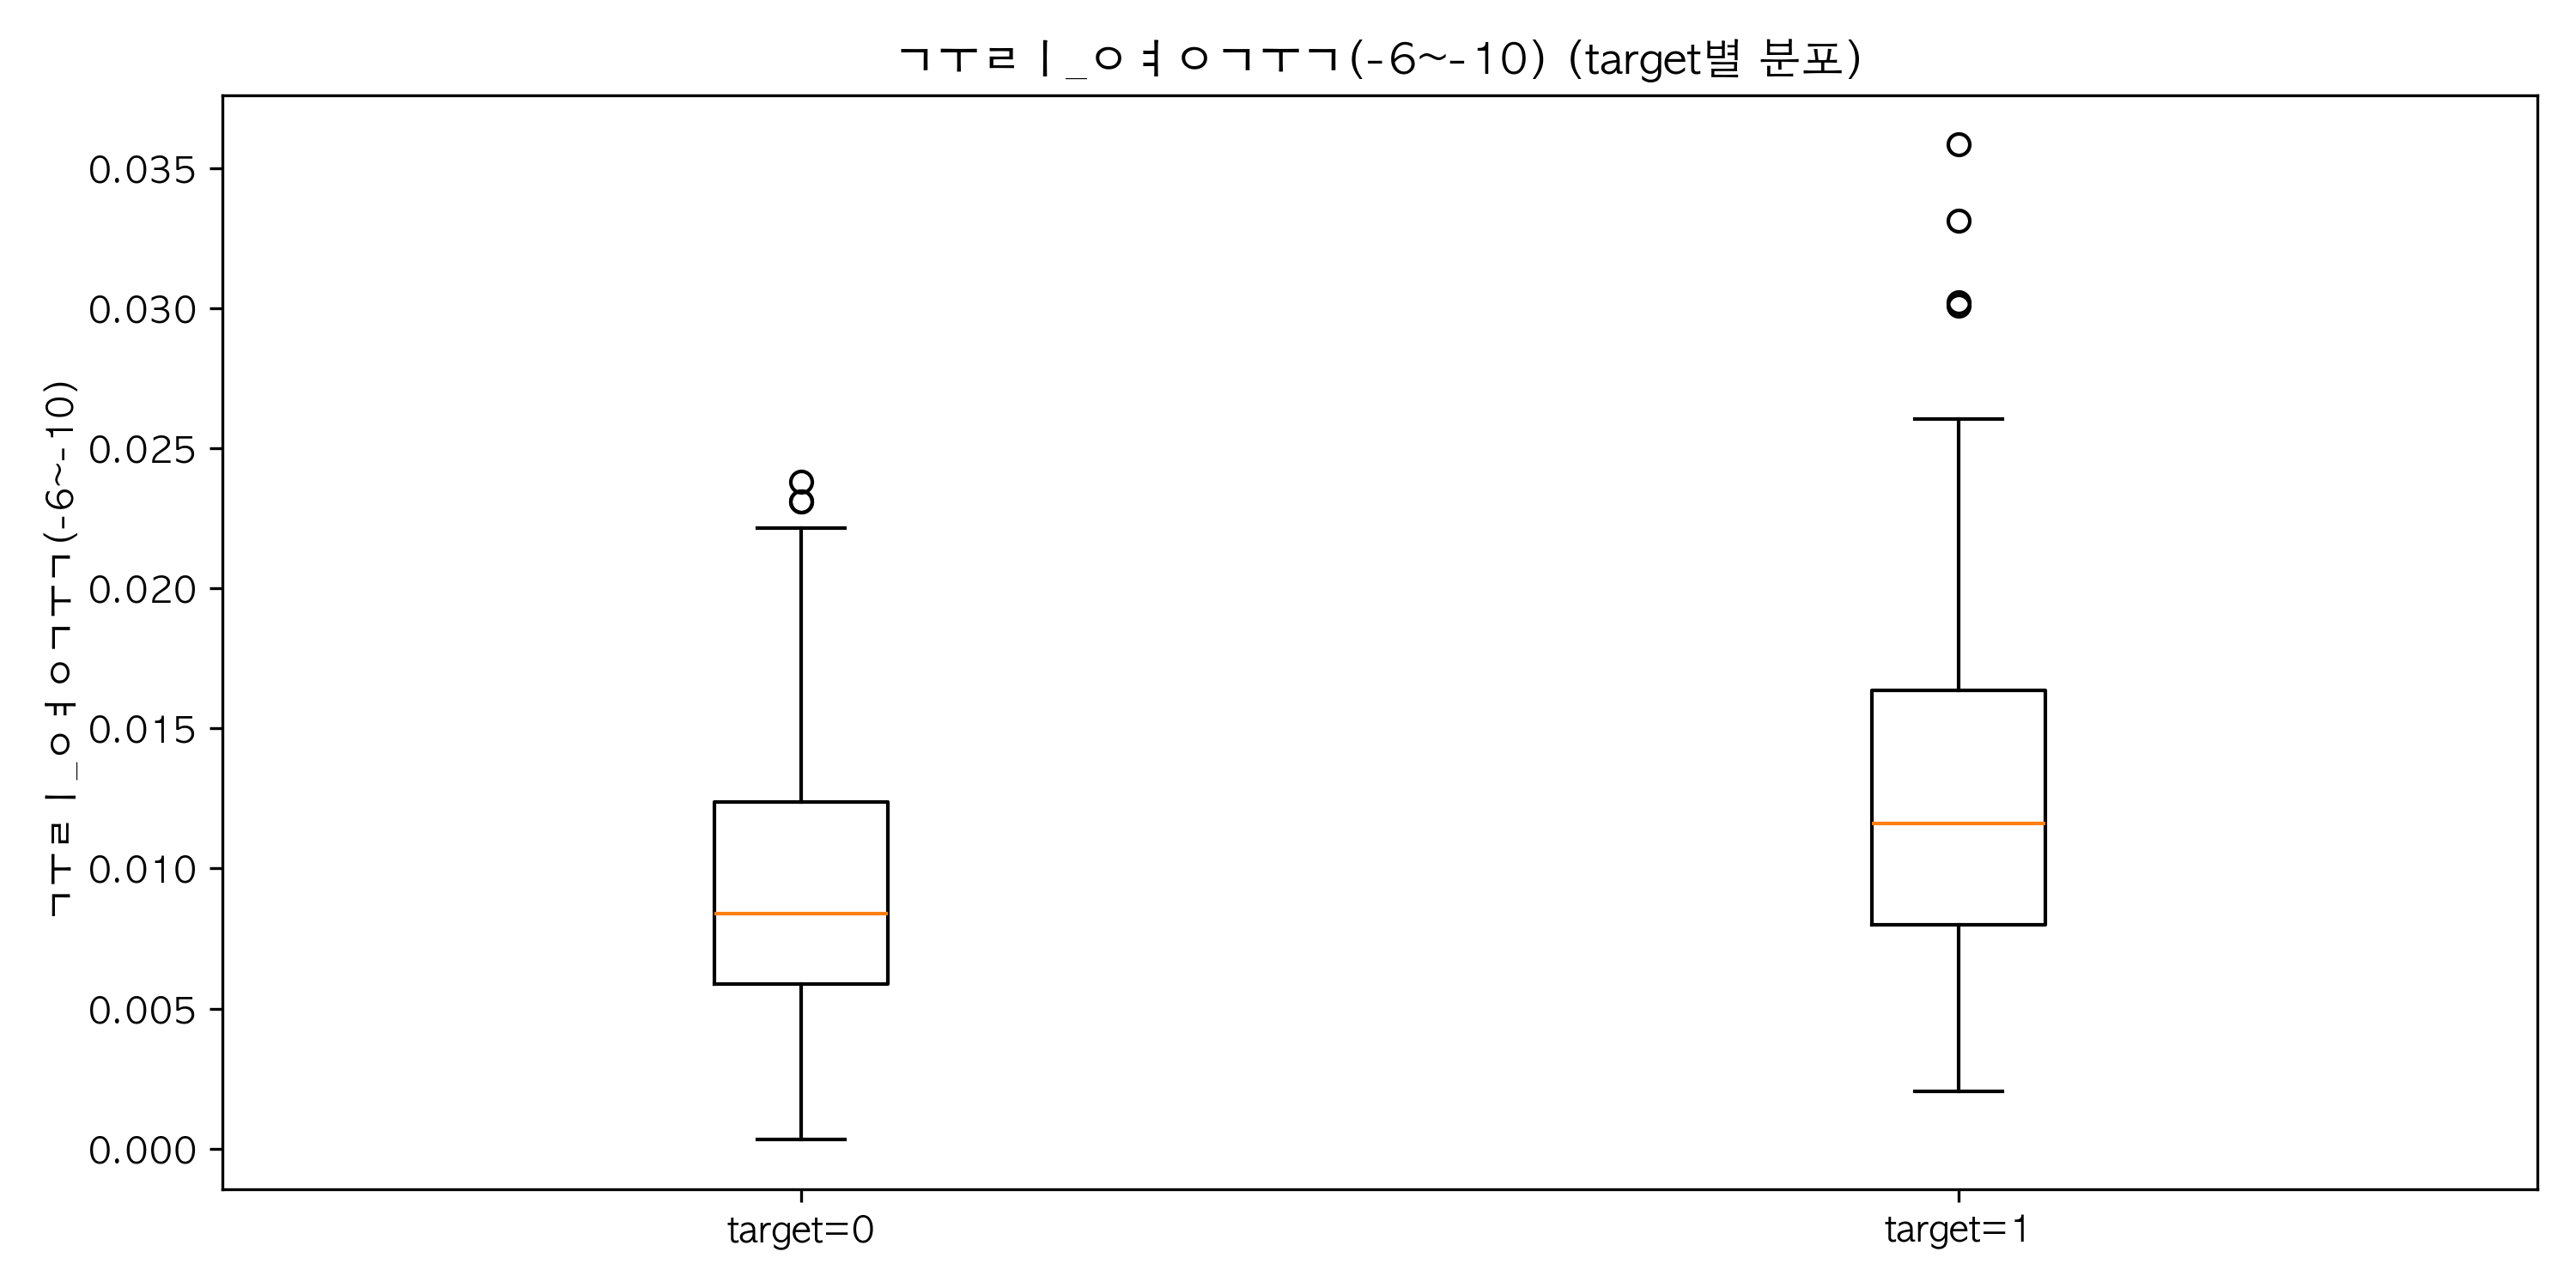 ㄱㅜㄹㅣ_ㅇㅕㅇㄱㅜㄱ(-6~-10) (target별 분포)
ㄱㅜㄹㅣ_ㅇㅕㅇㄱㅜㄱ(-6~-10)
0.035
0.030
0.025
0.020
0.015
0.010
0.005
0.000
target=0
target=1